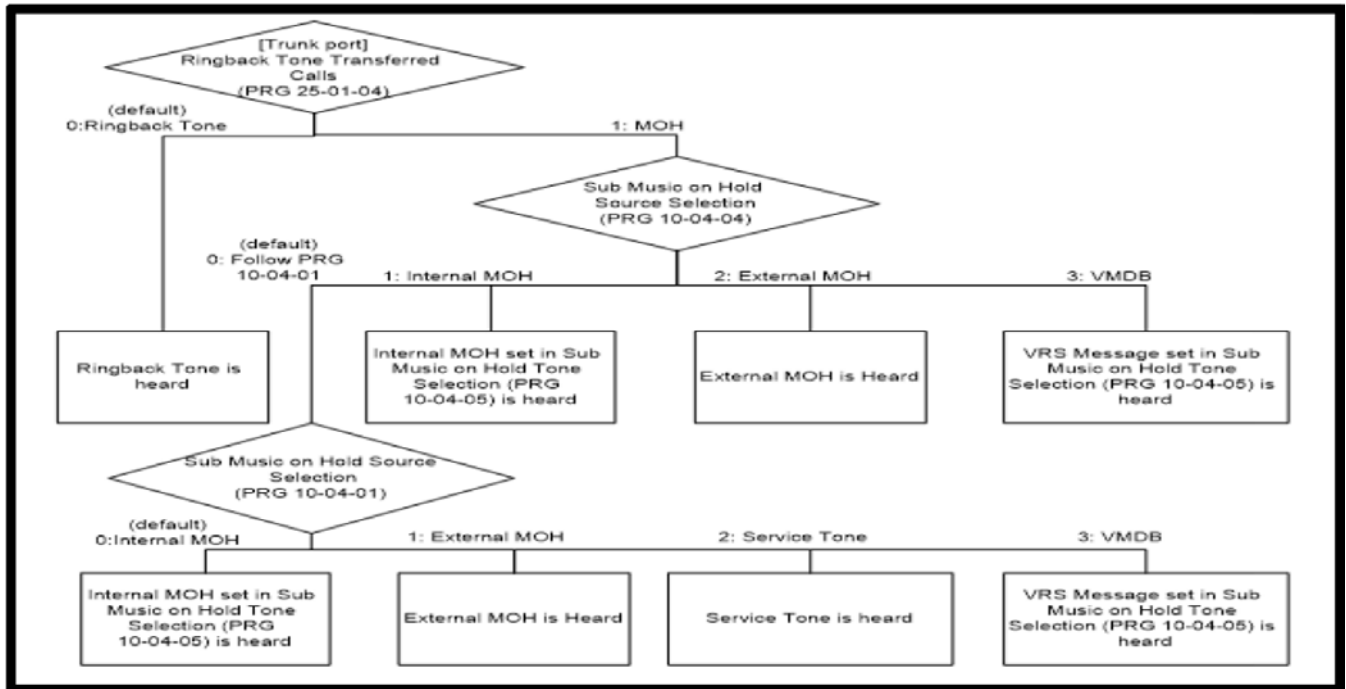 [Trunk port]
Ringback Tone Transferred
Calls
(PRG 25-01-04)
(default)
0:Ringback Tone
1: MOH
Sub Music on Hold
Source Selection
(PRG 10-04-04)
(default)
0: Follow PRG
10-04-01
1: Internal MOH
2: External MOH
3: VMDB
Ringback Tone is
heard
Internal MOH set in Sub
Music on Hold Tone
Selection (PRG
10-04-05) is heard
External MOH is Heard
VRS Message set in Sub
Music on Hold Tone
Selection (PRG 10-04-05) is
heard
Sub Music on Hold Source
Selection
(PRG 10-04-01)
(default)
0:Internal MOH
1: External MOH
2: Service Tone
3: VMDB
Internal MOH set in Sub
Music on Hold Tone
Selection (PRG
10-04-05) is heard
External MOH is Heard
Service Tone is heard
VRS Message set in Sub
Music on Hold Tone
Selection (PRG 10-04-05) is
heard